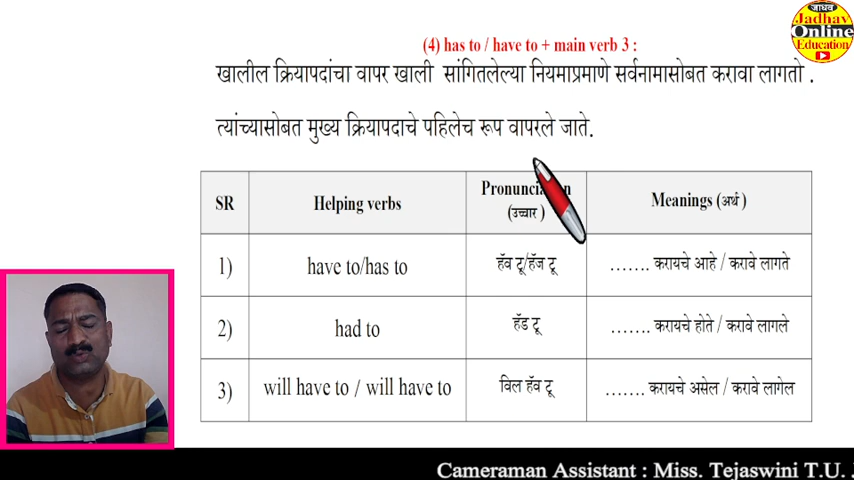 जाधव
Jadhav
Online
Education
(4) has to / have to + main verb 3 :
खालील क्रियापदांचा वापर खाली सांगितलेल्या नियमाप्रमाणे सर्वनामासोबत करावा लागतो .
त्यांच्यासोबत मुख्य क्रियापदाचे पहिलेच रूप वापरले जाते.
SR Helping verbs (उच्चार ) Meanings (अर्थ )
1) have to/has to हॅव टू/हॅज टू ....... करायचे आहे / करावे लागते
2) had to हॅड टू ....... करायचे होते / करावे लागले
3) will have to / will have to विल हॅव टू ....... करायचे असेल / करावे लागेल
Cameraman Assistant : Miss. Tejaswini T.U. J